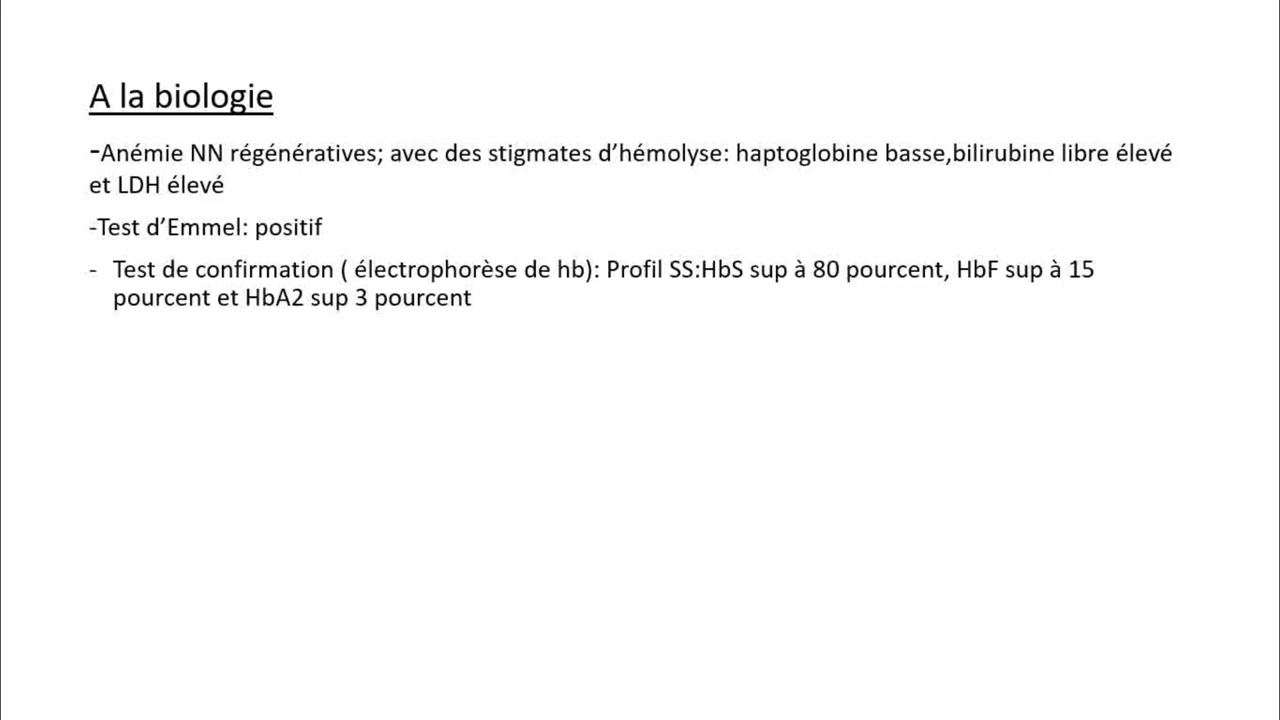 A la biologie
-Anémie NN régénératives; avec des stigmates d’hémolyse: haptoglobine basse,bilirubine libre élevé
et LDH élevé
-Test d’Emmel: positif
- Test de confirmation ( électrophorèse de hb): Profil SS:HbS sup à 80 pourcent, HbF sup à 15
pourcent et HbA2 sup 3 pourcent